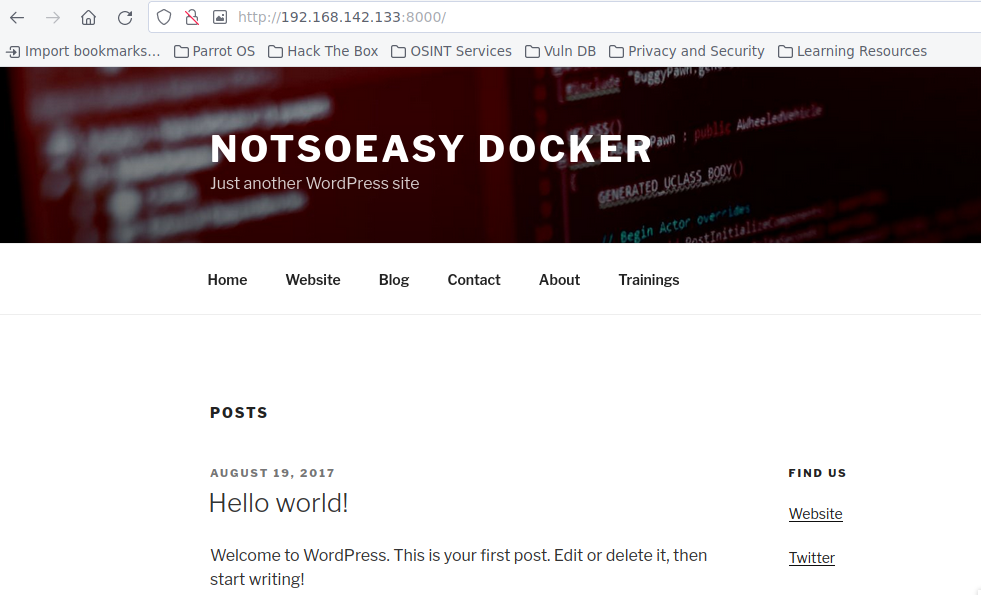 http://192.168.142.133:8000/
Import bookmarks... Parrot OS Hack The Box OSINT Services Vuln DB Privacy and Security Learning Resources
#include "BuggyPawn.gen
UCLASS()
Pawn : public AWheeledVehicle
{
GENERATED_UCLASS_BODY()
// Begin Actor overrides
PostInitializeComponents()
NOTSOEASY DOCKER
Just another WordPress site
Home Website Blog Contact About Trainings
POSTS
AUGUST 19, 2017
Hello world!
Welcome to WordPress. This is your first post. Edit or delete it, then
start writing!
FIND US
Website
Twitter